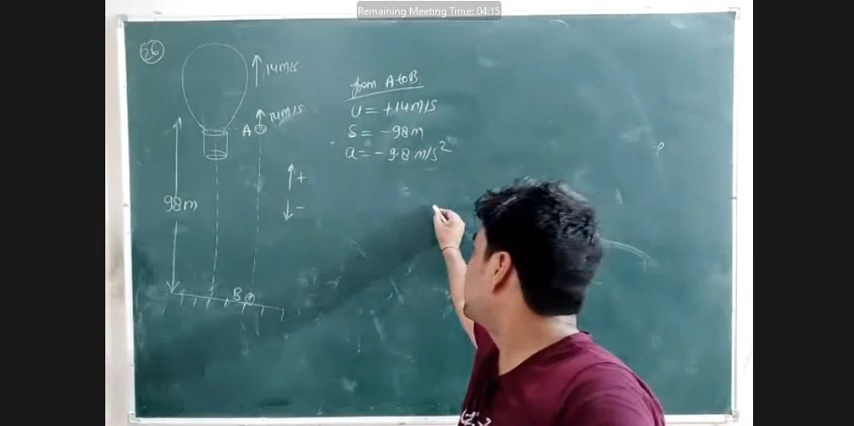 Remaining Meeting Time: 04:15
26
14m/s
14m/s
A
98m
+
-
B
from A to B
U = +14m/s
S = -98m
a = -9.8 m/s²